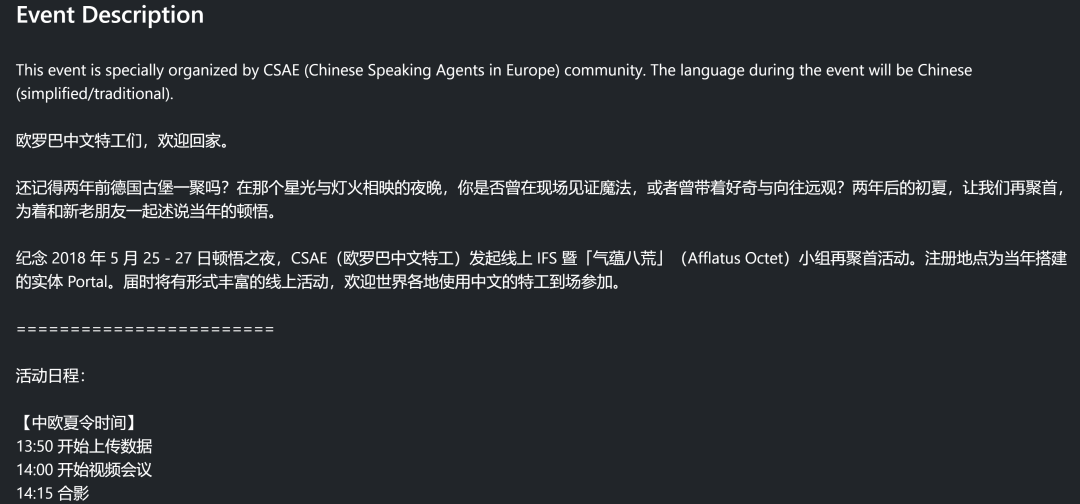 Event Description
This event is specially organized by CSAE (Chinese Speaking Agents in Europe) community. The language during the event will be Chinese
(simplified/traditional).
欧罗巴中文特工们，欢迎回家。
还记得两年前德国古堡一聚吗？在那个星光与灯火相映的夜晚，你是否曾在现场见证魔法，或者曾带着好奇与向往远观？两年后的初夏，让我们再聚首，
为着和新老朋友一起述说当年的顿悟。
纪念 2018 年 5 月 25 - 27 日顿悟之夜，CSAE（欧罗巴中文特工）发起线上 IFS 暨「气蕴八荒」（Afflatus Octet）小组再聚首活动。注册地点为当年搭建
的实体 Portal。届时将有形式丰富的线上活动，欢迎世界各地使用中文的特工到场参加。
========================
活动日程：
【中欧夏令时间】
13:50 开始上传数据
14:00 开始视频会议
14:15 合影